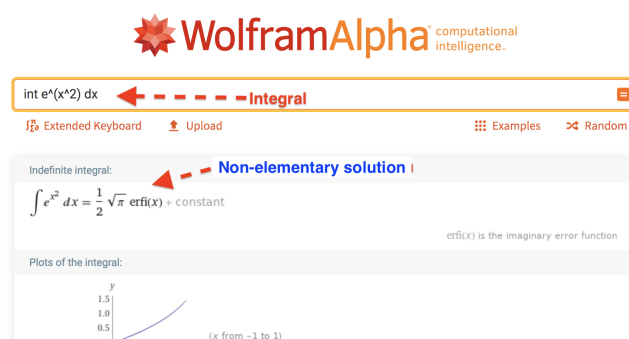 WolframAlpha computational intelligence.
int e^(x^2) dx
Integral
Extended Keyboard Upload Examples Random
Indefinite integral:
Non-elementary solution
∫ e^{x^2} dx = 1/2 √π erfi(x) + constant
erfi(x) is the imaginary error function
Plots of the integral:
y
1.5
1.0
0.5
(x from −1 to 1)